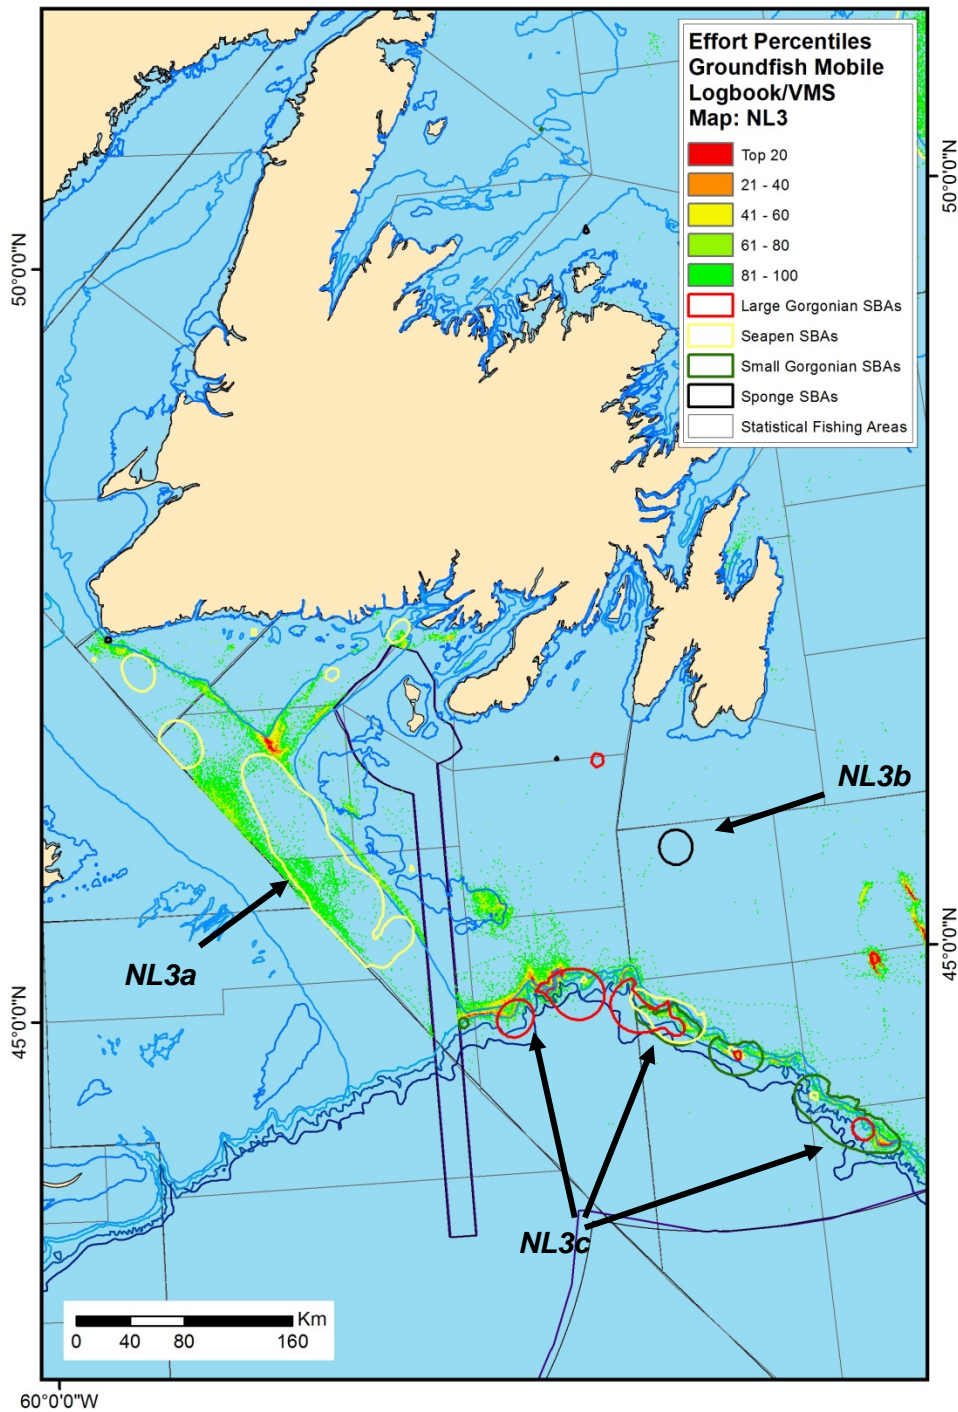 Effort Percentiles
Groundfish Mobile
Logbook/VMS
Map: NL3
Top 20
21 - 40
41 - 60
61 - 80
81 - 100
Large Gorgonian SBAs
Seapen SBAs
Small Gorgonian SBAs
Sponge SBAs
Statistical Fishing Areas
50°0'0"N
50°0'0"N
NL3b
NL3a
45°0'0"N
45°0'0"N
NL3c
Km
0 40 80 160
60°0'0"W